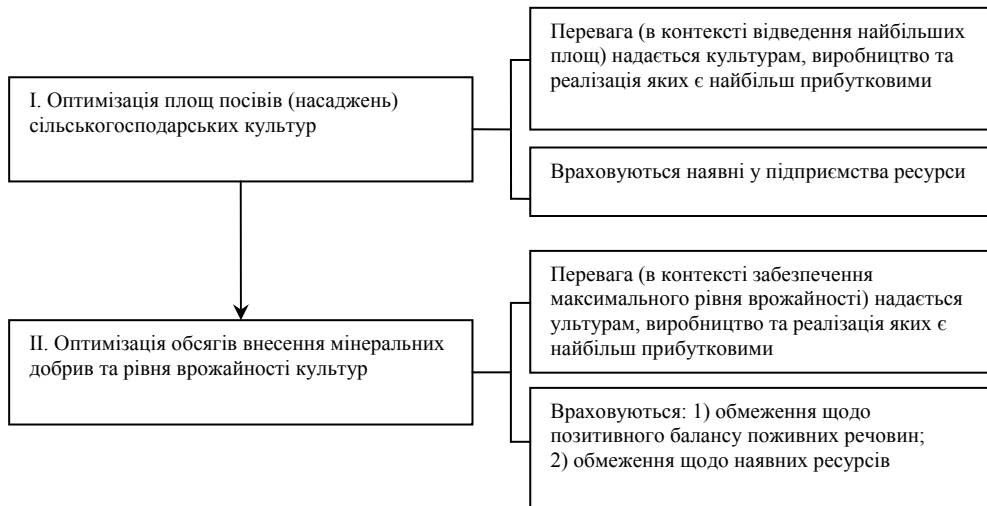 Перевага (в контексті відведення найбільших
площ) надається культурам, виробництво та
реалізація яких є найбільш прибутковими
І. Оптимізація площ посівів (насаджень)
сільськогосподарських культур
Враховуються наявні у підприємства ресурси
Перевага (в контексті забезпечення
максимального рівня врожайності) надається
ультурам, виробництво та реалізація яких є
найбільш прибутковими
ІІ. Оптимізація обсягів внесення мінеральних
добрив та рівня врожайності культур
Враховуються: 1) обмеження щодо
позитивного балансу поживних речовин;
2) обмеження щодо наявних ресурсів